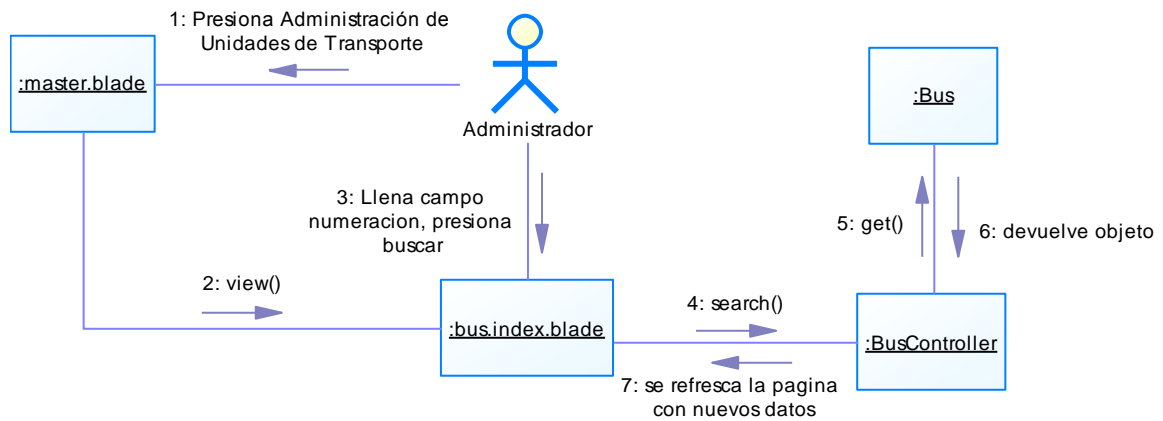 1: Presiona Administración de
Unidades de Transporte
:master.blade
:Bus
Administrador
3: Llena campo
numeracion, presiona
buscar
5: get()
6: devuelve objeto
2: view()
4: search()
:bus.index.blade
:BusController
7: se refresca la pagina
con nuevos datos